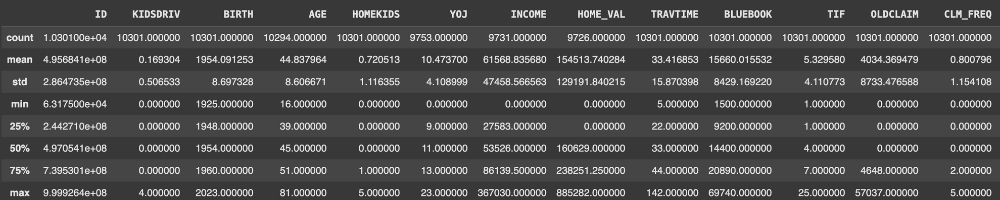 ID KIDSDRIV BIRTH AGE HOMEKIDS YOJ INCOME HOME_VAL TRAVTIME BLUEBOOK TIF OLDCLAIM CLM_FREQ
count 1.030100e+04 10301.000000 10301.000000 10294.000000 10301.000000 9753.000000 9731.000000 9726.000000 10301.000000 10301.000000 10301.000000 10301.000000 10301.000000
mean 4.956841e+08 0.169304 1954.091253 44.837964 0.720513 10.473700 61568.835680 154513.740284 33.416853 15660.015532 5.329580 4034.369479 0.800796
std 2.864735e+08 0.506533 8.697328 8.606671 1.116355 4.108999 47458.566563 129191.840215 15.870398 8429.169220 4.110773 8733.476588 1.154108
min 6.317500e+04 0.000000 1925.000000 16.000000 0.000000 0.000000 0.000000 0.000000 5.000000 1500.000000 1.000000 0.000000 0.000000
25% 2.442710e+08 0.000000 1948.000000 39.000000 0.000000 9.000000 27583.000000 0.000000 22.000000 9200.000000 1.000000 0.000000 0.000000
50% 4.970541e+08 0.000000 1954.000000 45.000000 0.000000 11.000000 53526.000000 160629.000000 33.000000 14400.000000 4.000000 0.000000 0.000000
75% 7.395301e+08 0.000000 1960.000000 51.000000 1.000000 13.000000 86139.500000 238251.250000 44.000000 20890.000000 7.000000 4648.000000 2.000000
max 9.999264e+08 4.000000 2023.000000 81.000000 5.000000 23.000000 367030.000000 885282.000000 142.000000 69740.000000 25.000000 57037.000000 5.000000